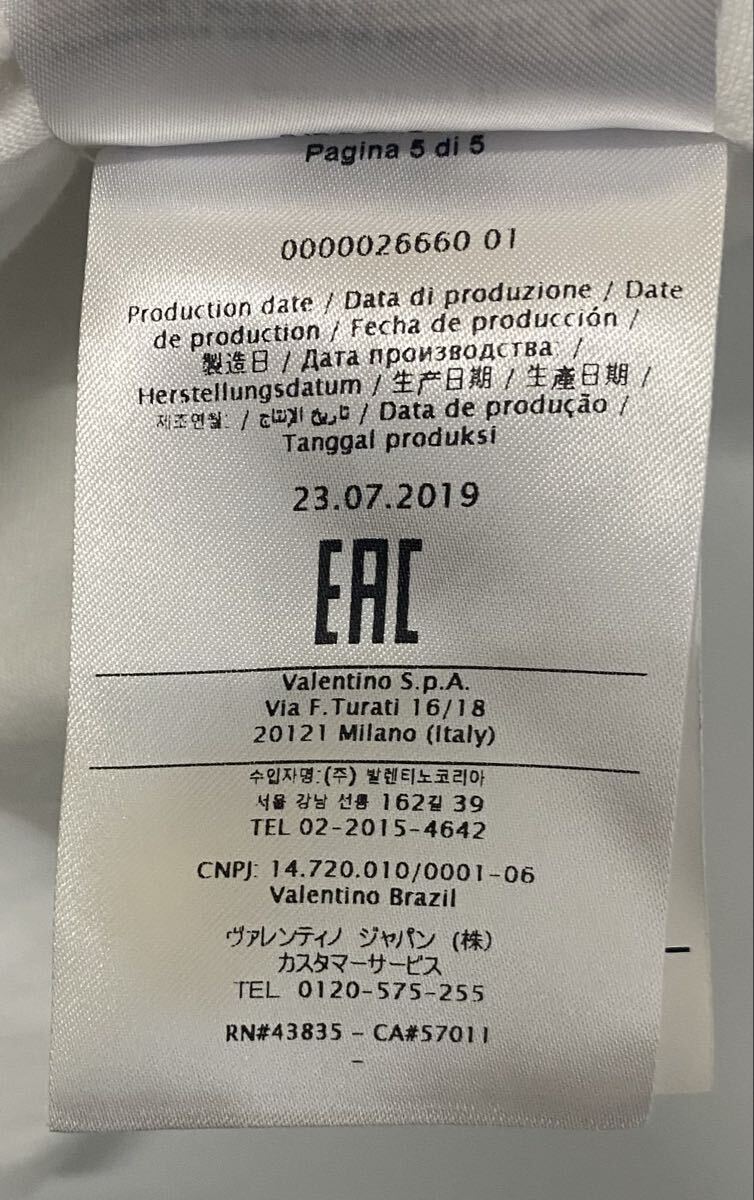 Pagina 5 di 5
0000026660 01
Production date / Data di produzione / Date
de production / Fecha de producción /
製造日 / Дата производства: /
Herstellungsdatum / 生产日期 / 生產日期 /
제조연월: / تاريخ الإنتاج / Data de produção /
Tanggal produksi
23.07.2019
EAC
Valentino S.p.A.
Via F.Turati 16/18
20121 Milano (Italy)
수입자명:(주) 발렌티노코리아
서울 강남 선릉 162길 39
TEL 02-2015-4642
CNPJ: 14.720.010/0001-06
Valentino Brazil
ヴァレンティノ ジャパン (株)
カスタマーサービス
TEL 0120-575-255
RN#43835 - CA#57011
-